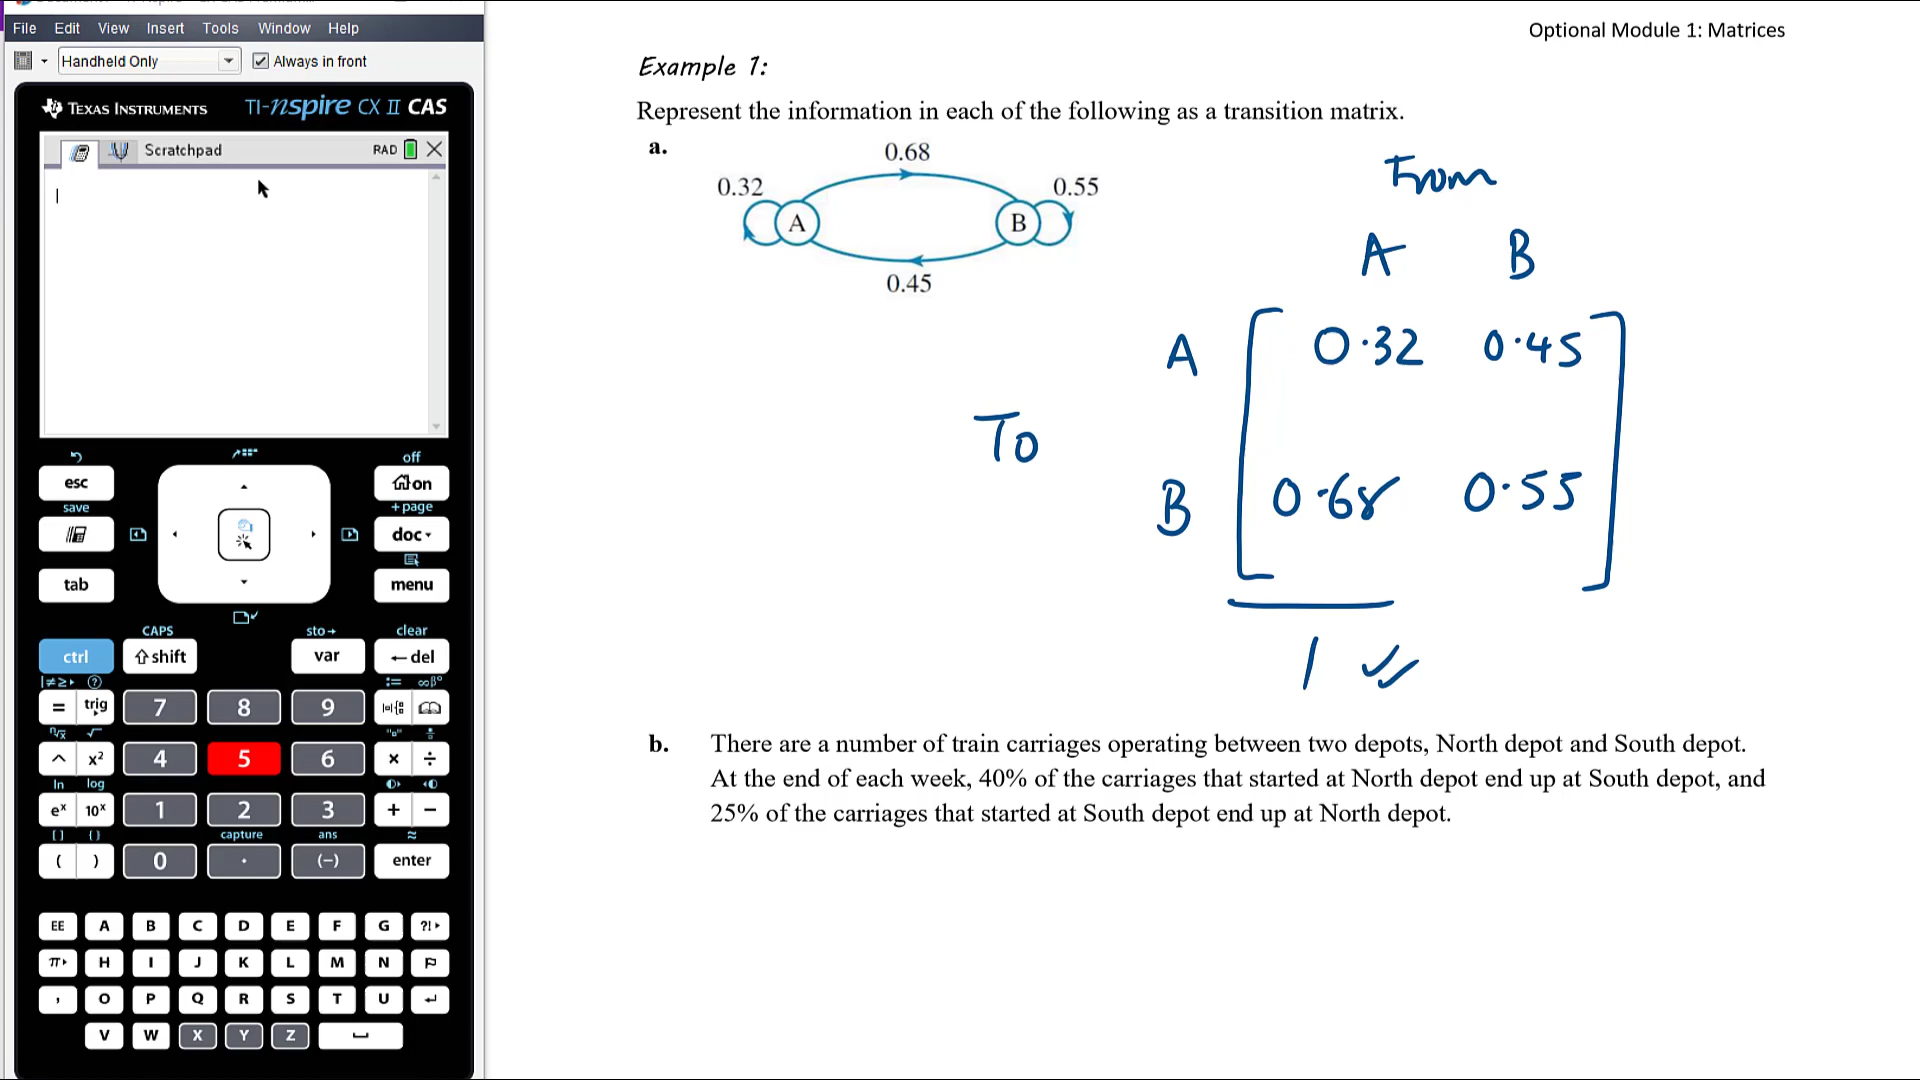 File Edit View Insert Tools Window Help
Handheld Only Always in front
TEXAS INSTRUMENTS TI-nspire CX II CAS
Scratchpad RAD
off
esc on
save + page
doc
tab menu
CAPS sto→ clear
ctrl shift var ←del
= trig 7 8 9
^ x² 4 5 6 × ÷
ln log
eˣ 10ˣ 1 2 3 + −
[ ] { } capture ans ≈
( ) 0 . (−) enter
EE A B C D E F G ?!
π H I J K L M N
, O P Q R S T U
V W X Y Z
Optional Module 1: Matrices
Example 1:
Represent the information in each of the following as a transition matrix.
a.
0.68
0.32 0.55
A B
0.45
From
A B
A 0.32 0.45
To
B 0.68 0.55
1
b. There are a number of train carriages operating between two depots, North depot and South depot.
At the end of each week, 40% of the carriages that started at North depot end up at South depot, and
25% of the carriages that started at South depot end up at North depot.